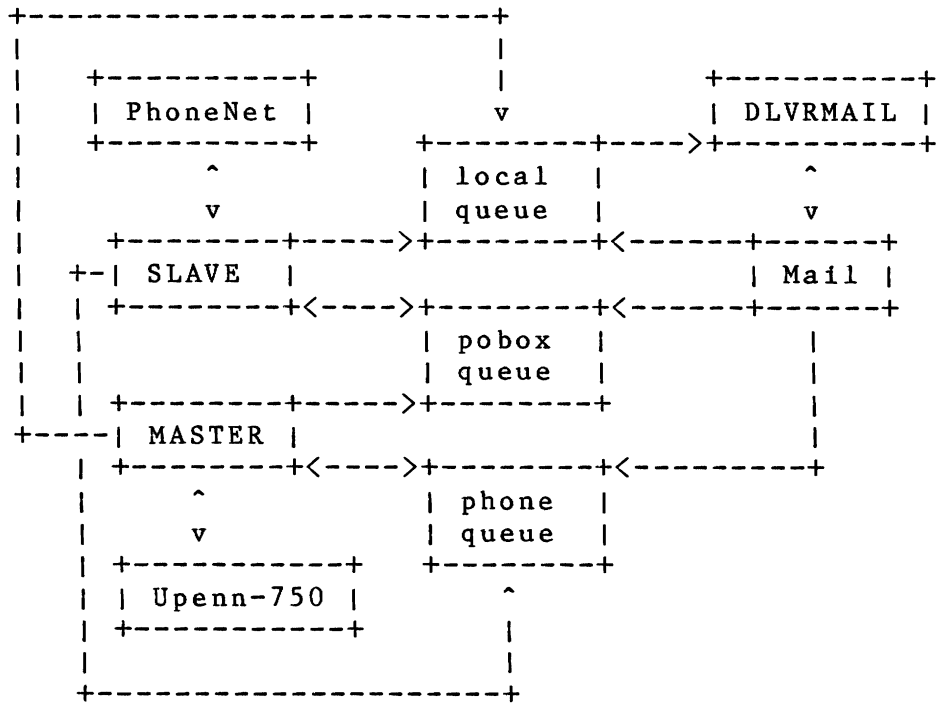 PhoneNet
DLVRMAIL
local
queue
SLAVE
Mail
pobox
queue
MASTER
phone
queue
Upenn-750